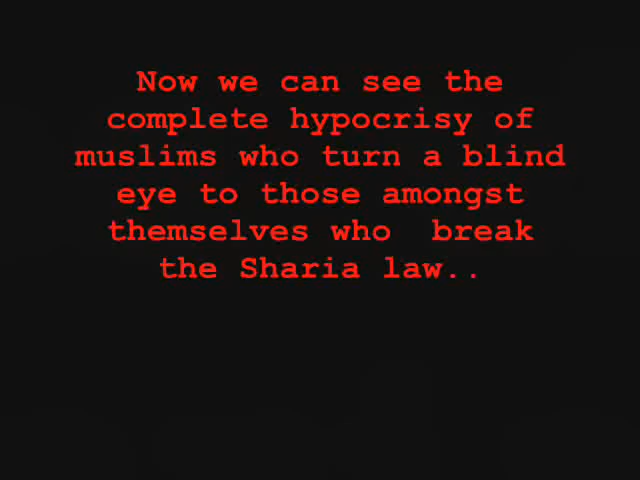 Now we can see the
complete hypocrisy of
muslims who turn a blind
eye to those amongst
themselves who  break
the Sharia law..